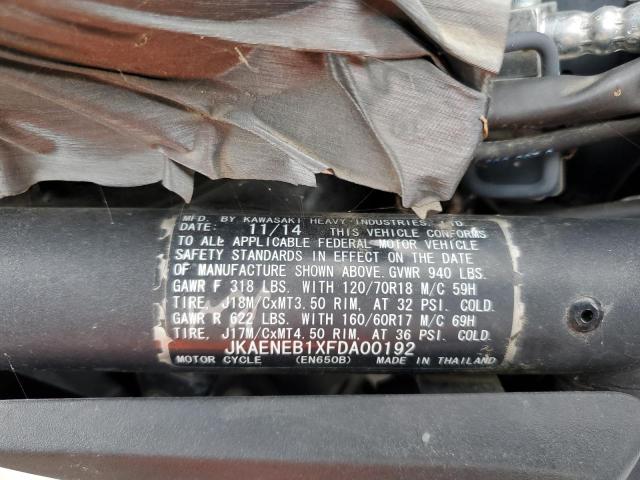 MFD. BY KAWASAKI HEAVY INDUSTRIES, LTD.
DATE: 11/14 THIS VEHICLE CONFORMS
TO ALL APPLICABLE FEDERAL MOTOR VEHICLE
SAFETY STANDARDS IN EFFECT ON THE DATE
OF MANUFACTURE SHOWN ABOVE. GVWR 940 LBS.
GAWR F 318 LBS. WITH 120/70R18 M/C 59H
TIRE, J18M/CxMT3.50 RIM, AT 32 PSI. COLD.
GAWR R 622 LBS. WITH 160/60R17 M/C 69H
TIRE, J17M/CxMT4.50 RIM, AT 36 PSI. COLD.
JKAENEB1XFDA00192
MOTOR CYCLE (EN650B) MADE IN THAILAND